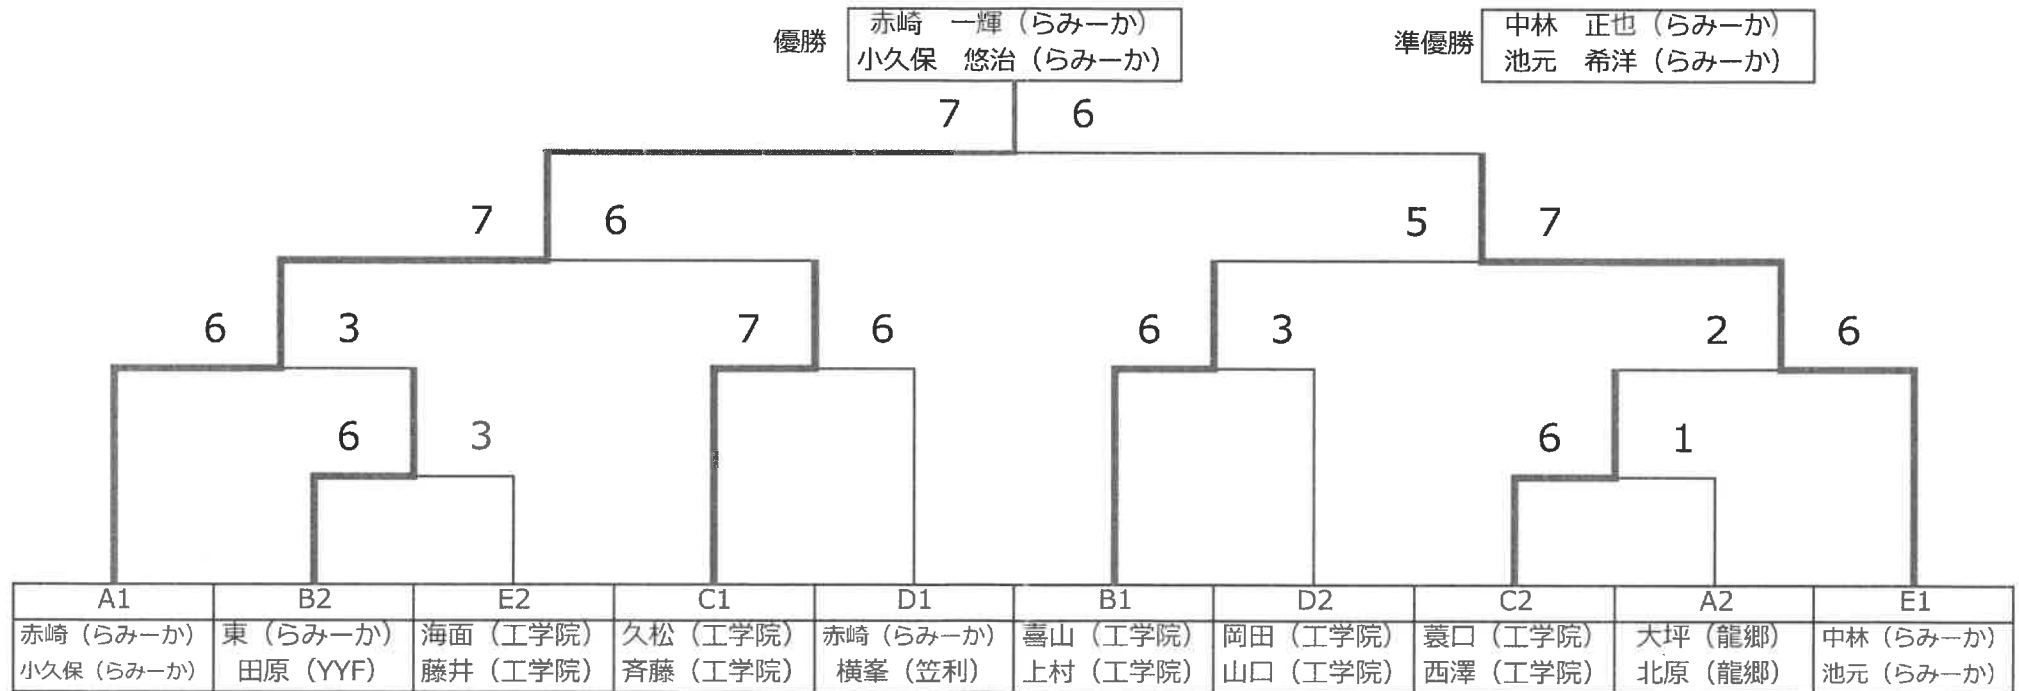 優勝
赤崎　一輝（らみーか）
小久保　悠治（らみーか）
準優勝
中林　正也（らみーか）
池元　希洋（らみーか）
7 6
7 6 5 7
6 3 7 6 6 3 2 6
6 3 6 1
A1 B2 E2 C1 D1 B1 D2 C2 A2 E1
赤崎（らみーか） 東（らみーか） 海面（工学院） 久松（工学院） 赤崎（らみーか） 喜山（工学院） 岡田（工学院） 蓑口（工学院） 大坪（龍郷） 中林（らみーか）
小久保（らみーか） 田原（YYF） 藤井（工学院） 斉藤（工学院） 横峯（笠利） 上村（工学院） 山口（工学院） 西澤（工学院） 北原（龍郷） 池元（らみーか）